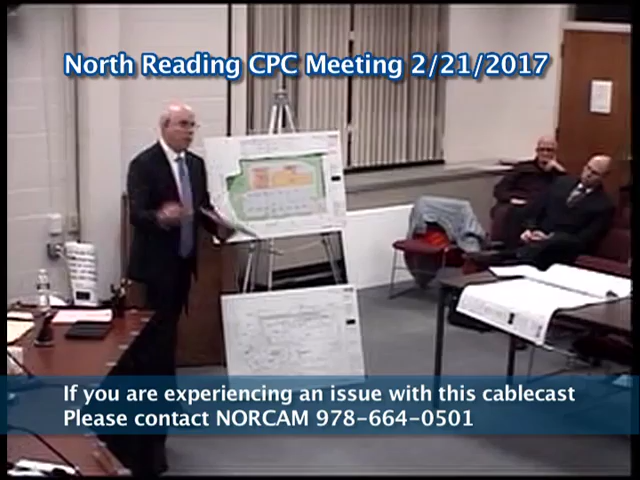 North Reading CPC Meeting 2/21/2017
If you are experiencing an issue with this cablecast
Please contact NORCAM 978-664-0501